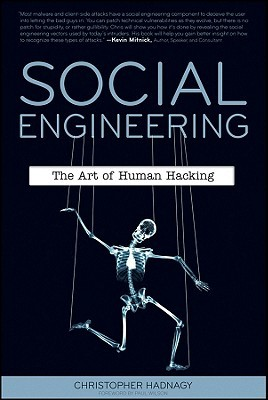 "Most malware and client-side attacks have a social engineering component to deceive the user
into letting the bad guys in. You can patch technical vulnerabilities as they evolve, but there is no
patch for stupidity, or rather gullibility. Chris will show you how it's done by revealing the social
engineering vectors used by today's intruders. His book will help you gain better insight on how
to recognize these types of attacks." —Kevin Mitnick, Author, Speaker and Consultant
SOCIAL
ENGINEERING
The Art of Human Hacking
CHRISTOPHER HADNAGY
FOREWORD BY PAUL WILSON